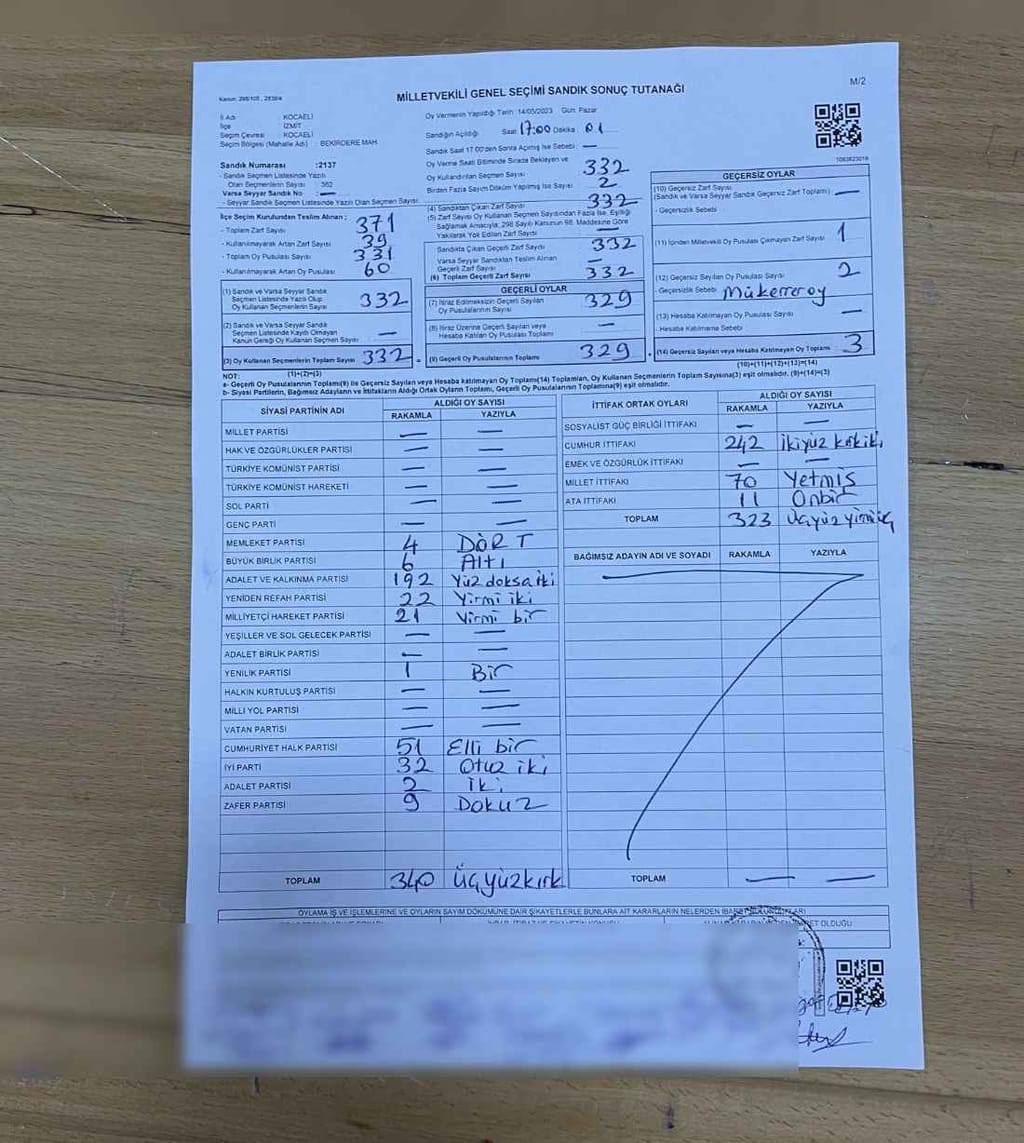 Kanun: 298/105, 2839/4
MİLLETVEKİLİ GENEL SEÇİMİ SANDIK SONUÇ TUTANAĞI
M/2
İl Adı KOCAELİ
İlçe İZMİT
Seçim Çevresi KOCAELİ
Seçim Bölgesi (Mahalle Adı) : BEKİRDERE MAH.
Sandık Numarası :2137
- Sandık Seçmen Listesinde Yazılı
Olan Seçmenlerin Sayısı : 362
Varsa Seyyar Sandık No —
- Seyyar Sandık Seçmen Listesinde Yazılı Olan Seçmen Sayısı
İlçe Seçim Kurulundan Teslim Alınan ;
- Toplam Zarf Sayısı 371
- Kullanılmayarak Artan Zarf Sayısı 39
- Toplam Oy Pusulası Sayısı 331
- Kullanılmayarak Artan Oy Pusulası 60
(1) Sandık ve Varsa Seyyar Sandık
Seçmen Listesinde Yazılı Olup
Oy Kullanan Seçmenlerin Sayısı 332
(2) Sandık ve Varsa Seyyar Sandık
Seçmen Listesinde Kayıtlı Olmayan
Kanun Gereği Oy Kullanan Seçmen Sayısı —
(3) Oy Kullanan Seçmenlerin Toplam Sayısı 332
(1)+(2)=(3)
Oy Vermenin Yapıldığı Tarih :14/05/2023 Gün: Pazar
Sandığın Açıldığı Saat 17:00 Dakika 01
Sandık Saat 17.00'den Sonra Açılmış İse Sebebi : —
Oy Verme Saati Bitiminde Sırada Bekleyen ve
Oy Kullandırılan Seçmen Sayısı 332
Birden Fazla Sayım Döküm Yapılmış İse Sayısı 2
(4) Sandıktan Çıkan Zarf Sayısı 332
(5) Zarf Sayısı Oy Kullanan Seçmen Sayısından Fazla İse, Eşitliği
Sağlamak Amacıyla; 298 Sayılı Kanunun 98. Maddesine Göre
Yakılarak Yok Edilen Zarf Sayısı —
Sandıkta Çıkan Geçerli Zarf Sayısı 332
Varsa Seyyar Sandıktan Teslim Alınan
Geçerli Zarf Sayısı —
(6) Toplam Geçerli Zarf Sayısı 332
GEÇERLİ OYLAR
(7) İtiraz Edilmeksizin Geçerli Sayılan
Oy Pusulalarının Sayısı 329
(8) İtiraz Üzerine Geçerli Sayılan veya
Hesaba Katılan Oy Pusulası Toplamı —
(9) Geçerli Oy Pusulalarının Toplamı 329
1083623018
GEÇERSİZ OYLAR
(10) Geçersiz Zarf Sayısı
(Sandık ve Varsa Seyyar Sandık Geçersiz Zarf Toplamı) —
- Geçersizlik Sebebi
(11) İçinden Milletvekili Oy Pusulası Çıkmayan Zarf Sayısı 1
(12) Geçersiz Sayılan Oy Pusulası Sayısı 2
- Geçersizlik Sebebi Mükerrer oy
(13) Hesaba Katılmayan Oy Pusulası Sayısı —
- Hesaba Katılmama Sebebi
(14) Geçersiz Sayılan veya Hesaba Katılmayan Oy Toplamı 3
(10)+(11)+(12)+(13)=(14)
NOT:
a- Geçerli Oy Pusulalarının Toplamı(9) ile Geçersiz Sayılan veya Hesaba katılmayan Oy Toplamı(14) Toplamları, Oy Kullanan Seçmenlerin Toplam Sayısına(3) eşit olmalıdır. (9)+(14)=(3)
b- Siyasi Partilerin, Bağımsız Adayların ve İttifakların Aldığı Ortak Oyların Toplamı, Geçerli Oy Pusulalarının Toplamına(9) eşit olmalıdır.
SİYASİ PARTİNİN ADI ALDIĞI OY SAYISI
RAKAMLA YAZIYLA
MİLLET PARTİSİ — —
HAK VE ÖZGÜRLÜKLER PARTİSİ — —
TÜRKİYE KOMÜNİST PARTİSİ — —
TÜRKİYE KOMÜNİST HAREKETİ — —
SOL PARTİ — —
GENÇ PARTİ — —
MEMLEKET PARTİSİ 4 DÖRT
BÜYÜK BİRLİK PARTİSİ 6 Altı
ADALET VE KALKINMA PARTİSİ 192 Yüz doksa iki
YENİDEN REFAH PARTİSİ 22 Yirmi iki
MİLLİYETÇİ HAREKET PARTİSİ 21 Yirmi bir
YEŞİLLER VE SOL GELECEK PARTİSİ — —
ADALET BİRLİK PARTİSİ — —
YENİLİK PARTİSİ 1 Bir
HALKIN KURTULUŞ PARTİSİ — —
MİLLİ YOL PARTİSİ — —
VATAN PARTİSİ — —
CUMHURİYET HALK PARTİSİ 51 Elli bir
İYİ PARTİ 32 Otuz iki
ADALET PARTİSİ 2 iki
ZAFER PARTİSİ 9 Dokuz
TOPLAM 340 Üçyüzkırk
İTTİFAK ORTAK OYLARI ALDIĞI OY SAYISI
RAKAMLA YAZIYLA
SOSYALİST GÜÇ BİRLİĞİ İTTİFAKI — —
CUMHUR İTTİFAKI 242 İkiyüz kırkiki
EMEK VE ÖZGÜRLÜK İTTİFAKI — —
MİLLET İTTİFAKI 70 Yetmiş
ATA İTTİFAKI 11 Onbir
TOPLAM 323 Üçyüz yirmiüç
BAĞIMSIZ ADAYIN ADI VE SOYADI RAKAMLA YAZIYLA
TOPLAM — —
OYLAMA İŞ VE İŞLEMLERİNE VE OYLARIN SAYIM DÖKÜMÜNE DAİR ŞİKAYETLERLE BUNLARA AİT KARARLARIN NELERDEN İBARET BULUNDUKLARI